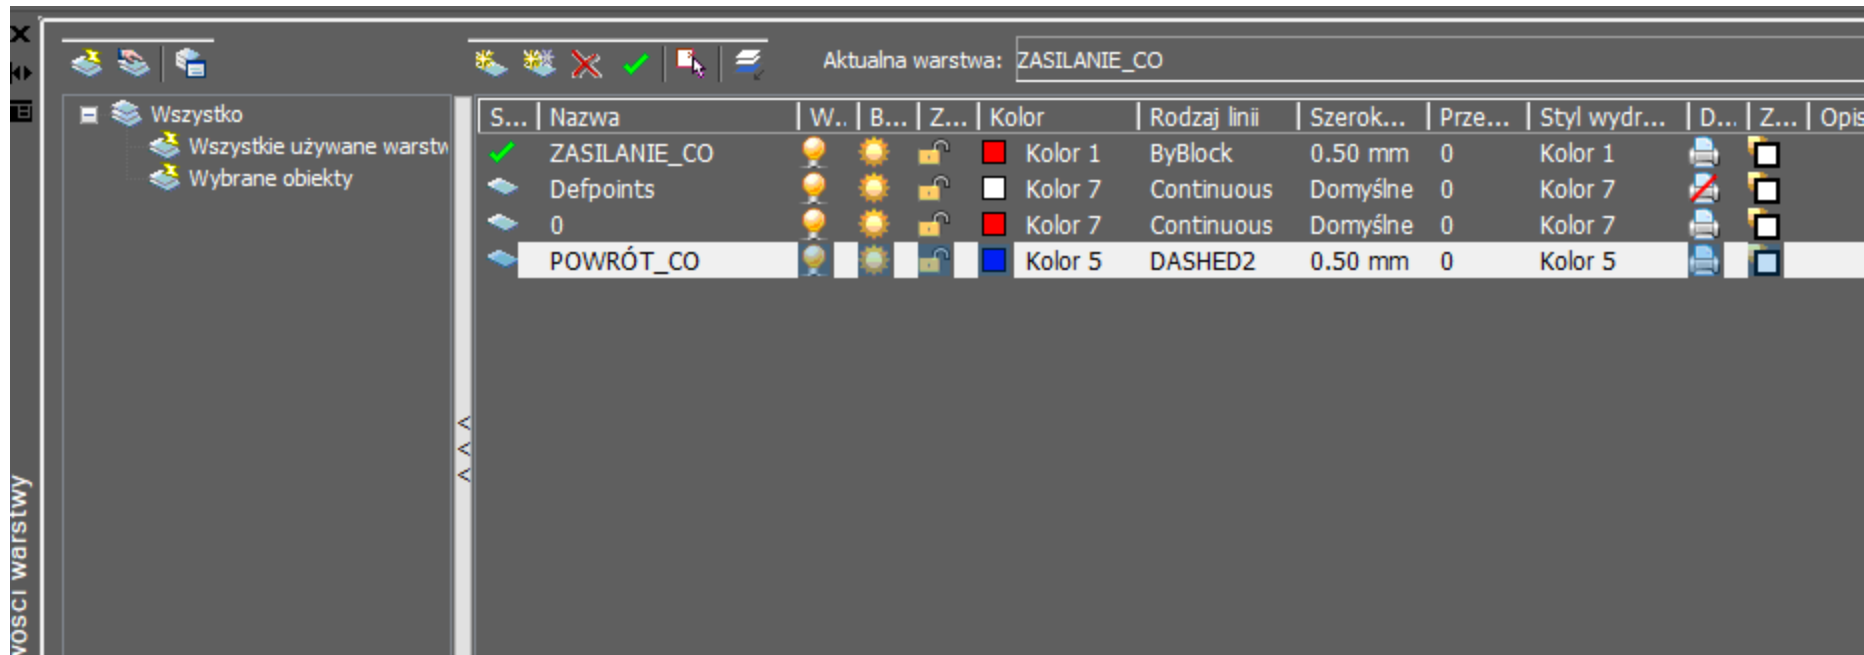 Aktualna warstwa: ZASILANIE_CO
Wszystko
Wszystkie używane warstw
Wybrane obiekty
S... Nazwa W.. B... Z... Kolor Rodzaj linii Szerok... Prze... Styl wydr... D... Z... Opis
ZASILANIE_CO Kolor 1 ByBlock 0.50 mm 0 Kolor 1
Defpoints Kolor 7 Continuous Domyślne 0 Kolor 7
0 Kolor 7 Continuous Domyślne 0 Kolor 7
POWRÓT_CO Kolor 5 DASHED2 0.50 mm 0 Kolor 5
<
<
<
wości warstwy